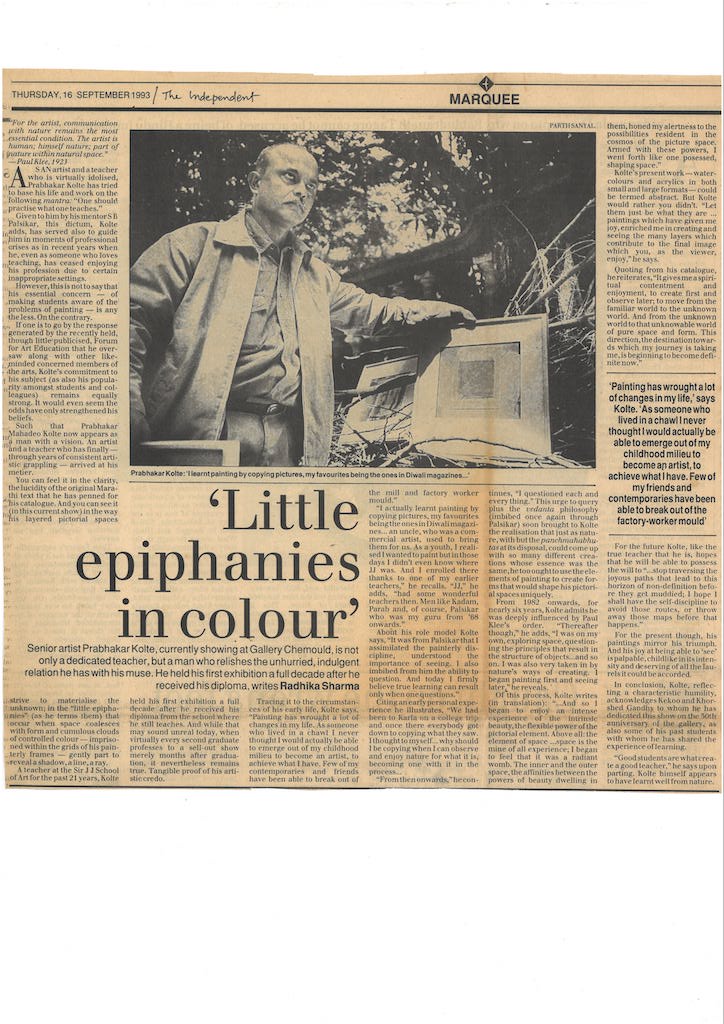 THURSDAY, 16 SEPTEMBER 1993 / The Independent
MARQUEE
"For the artist, communication
with nature remains the most
essential condition. The artist is
human; himself nature; part of
nature within natural space."
— Paul Klee, 1923
AS AN artist and a teacher
who is virtually idolised,
Prabhakar Kolte has tried
to base his life and work on the
following mantra: "One should
practise what one teaches."
Given to him by his mentor S B
Palsikar, this dictum, Kolte
adds, has served also to guide
him in moments of professional
crises as in recent years when
he, even as someone who loves
teaching, has ceased enjoying
his profession due to certain
inappropriate settings.
However, this is not to say that
his essential concern — of
making students aware of the
problems of painting — is any
the less. On the contrary.
If one is to go by the response
generated by the recently held,
though little publicised, Forum
for Art Education that he over-
saw along with other like-
minded concerned members of
the arts, Kolte's commitment to
his subject (as also his popula-
rity amongst students and col-
leagues) remains equally
strong. It would even seem the
odds have only strengthened his
beliefs.
Such that Prabhakar
Mahadeo Kolte now appears as
a man with a vision. An artist
and a teacher who has finally —
through years of consistent arti-
stic grappling — arrived at his
metier.
You can feel it in the clarity,
the lucidity of the original Mara-
thi text that he has penned for
his catalogue. And you can see it
(in this current show) in the way
his layered pictorial spaces
PARTH SANYAL
Prabhakar Kolte: 'I learnt painting by copying pictures, my favourites being the ones in Diwali magazines...'
'Little
epiphanies
in colour'
Senior artist Prabhakar Kolte, currently showing at Gallery Chemould, is not
only a dedicated teacher, but a man who relishes the unhurried, indulgent
relation he has with his muse. He held his first exhibition a full decade after he
received his diploma, writes Radhika Sharma
strive to materialise the
unknown; in the "little epipha-
nies" (as he terms them) that
occur when space coalesces
with form and cumulous clouds
of controlled colour — impriso-
ned within the grids of his pain-
terly frames — gently part to
reveal a shadow, a line, a ray.
A teacher at the Sir J J School
of Art for the past 21 years, Kolte
held his first exhibition a full
decade after he received his
diploma from the school where
he still teaches. And while that
may sound unreal today, when
virtually every second graduate
professes to a sell-out show
merely months after gradua-
tion, it nevertheless remains
true. Tangible proof of his arti-
stic credo.
Tracing it to the circumstan-
ces of his early life, Kolte says,
"Painting has wrought a lot of
changes in my life. As someone
who lived in a chawl I never
thought I would actually be able
to emerge out of my childhood
milieu to become an artist, to
achieve what I have. Few of my
contemporaries and friends
have been able to break out of
the mill and factory worker
mould."
"I actually learnt painting by
copying pictures, my favourites
being the ones in Diwali magazi-
nes... an uncle, who was a com-
mercial artist, used to bring
them for us. As a youth, I real-
ised I wanted to paint but in those
days I didn't even know where
JJ was. And I enrolled there
thanks to one of my earlier
teachers," he recalls. "JJ," he
adds, "had some wonderful
teachers then. Men like Kadam,
Parab and, of course, Palsikar
who was my guru from '68
onwards."
About his role model Kolte
says, "It was from Palsikar that I
assimilated the painterly dis-
cipline, understood the
importance of seeing. I also
imbibed from him the ability to
question. And today I firmly
believe true learning can result
only when one questions."
Citing an early personal expe-
rience he illustrates, "We had
been to Karla on a college trip
and once there everybody got
down to copying what they saw.
I thought to myself... why should
I be copying when I can observe
and enjoy nature for what it is;
becoming one with it in the
process...
"From then onwards," he con-
tinues, "I questioned each and
every thing." This urge to query
plus the vedanta philosophy
(imbibed once again through
Palsikar) soon brought to Kolte
the realisation that just as nat-
ure, with but the panchmahabhu-
tas at its disposal, could come up
with so many different crea-
tions whose essence was the
same, he too ought to use the ele-
ments of painting to create for-
ms that would shape his pictori-
al spaces uniquely.
From 1982 onwards, for
nearly six years, Kolte admits he
was deeply influenced by Paul
Klee's order. "Thereafter
though," he adds, "I was on my
own, exploring space, question-
ing the principles that result in
the structure of objects...and so
on. I was also very taken in by
nature's ways of creating. I
began painting first and seeing
later," he reveals.
Of this process, Kolte writes
(in translation): "...And so I
began to enjoy an intense
experience of the intrinsic
beauty, the flexible power of the
pictorial element. Above all: the
element of space ...space is the
mine of all experience; I began
to feel that it was a radiant
womb. The inner and the outer
space, the affinities between the
powers of beauty dwelling in
them, honed my alertness to the
possibilities resident in the
cosmos of the picture space.
Armed with these powers, I
went forth like one posessed,
shaping space."
Kolte's present work — water-
colours and acrylics in both
small and large formats — could
be termed abstract. But Kolte
would rather you didn't. "Let
them just be what they are ...
paintings which have given me
joy, enriched me in creating and
seeing the many layers which
contribute to the final image
which you, as the viewer,
enjoy," he says.
Quoting from his catalogue,
he reiterates, "It gives me a spiri-
tual contentment and
enjoyment, to create first and
observe later; to move from the
familiar world to the unknown
world. And from the unknown
world to that unknowable world
of pure space and form. This
direction, the destination towar-
ds which my journey is taking
me, is beginning to become defi-
nite now."
'Painting has wrought a lot
of changes in my life,' says
Kolte. 'As someone who
lived in a chawl I never
thought I would actually be
able to emerge out of my
childhood milieu to
become an artist, to
achieve what I have. Few of
my friends and
contemporaries have been
able to break out of the
factory-worker mould'
For the future Kolte, like the
true teacher that he is, hopes
that he will be able to possess
the will to "...stop traversing the
joyous paths that lead to this
horizon of non-definition before
they get muddied; I hope I
shall have the self-discipline to
avoid those routes, or throw
away those maps before that
happens."
For the present though, his
paintings mirror his triumph.
And his joy at being able to 'see'
is palpable, childlike in its inten-
sity and deserving of all the lau-
rels it could be accorded.
In conclusion, Kolte, reflec-
ting a characteristic humility,
acknowledges Kekoo and Khor-
shed Gandhy to whom he has
dedicated this show on the 50th
anniversary of the gallery, as
also some of his past students
with whom he has shared the
experience of learning.
"Good students are what crea-
te a good teacher," he says upon
parting. Kolte himself appears
to have learnt well from nature.